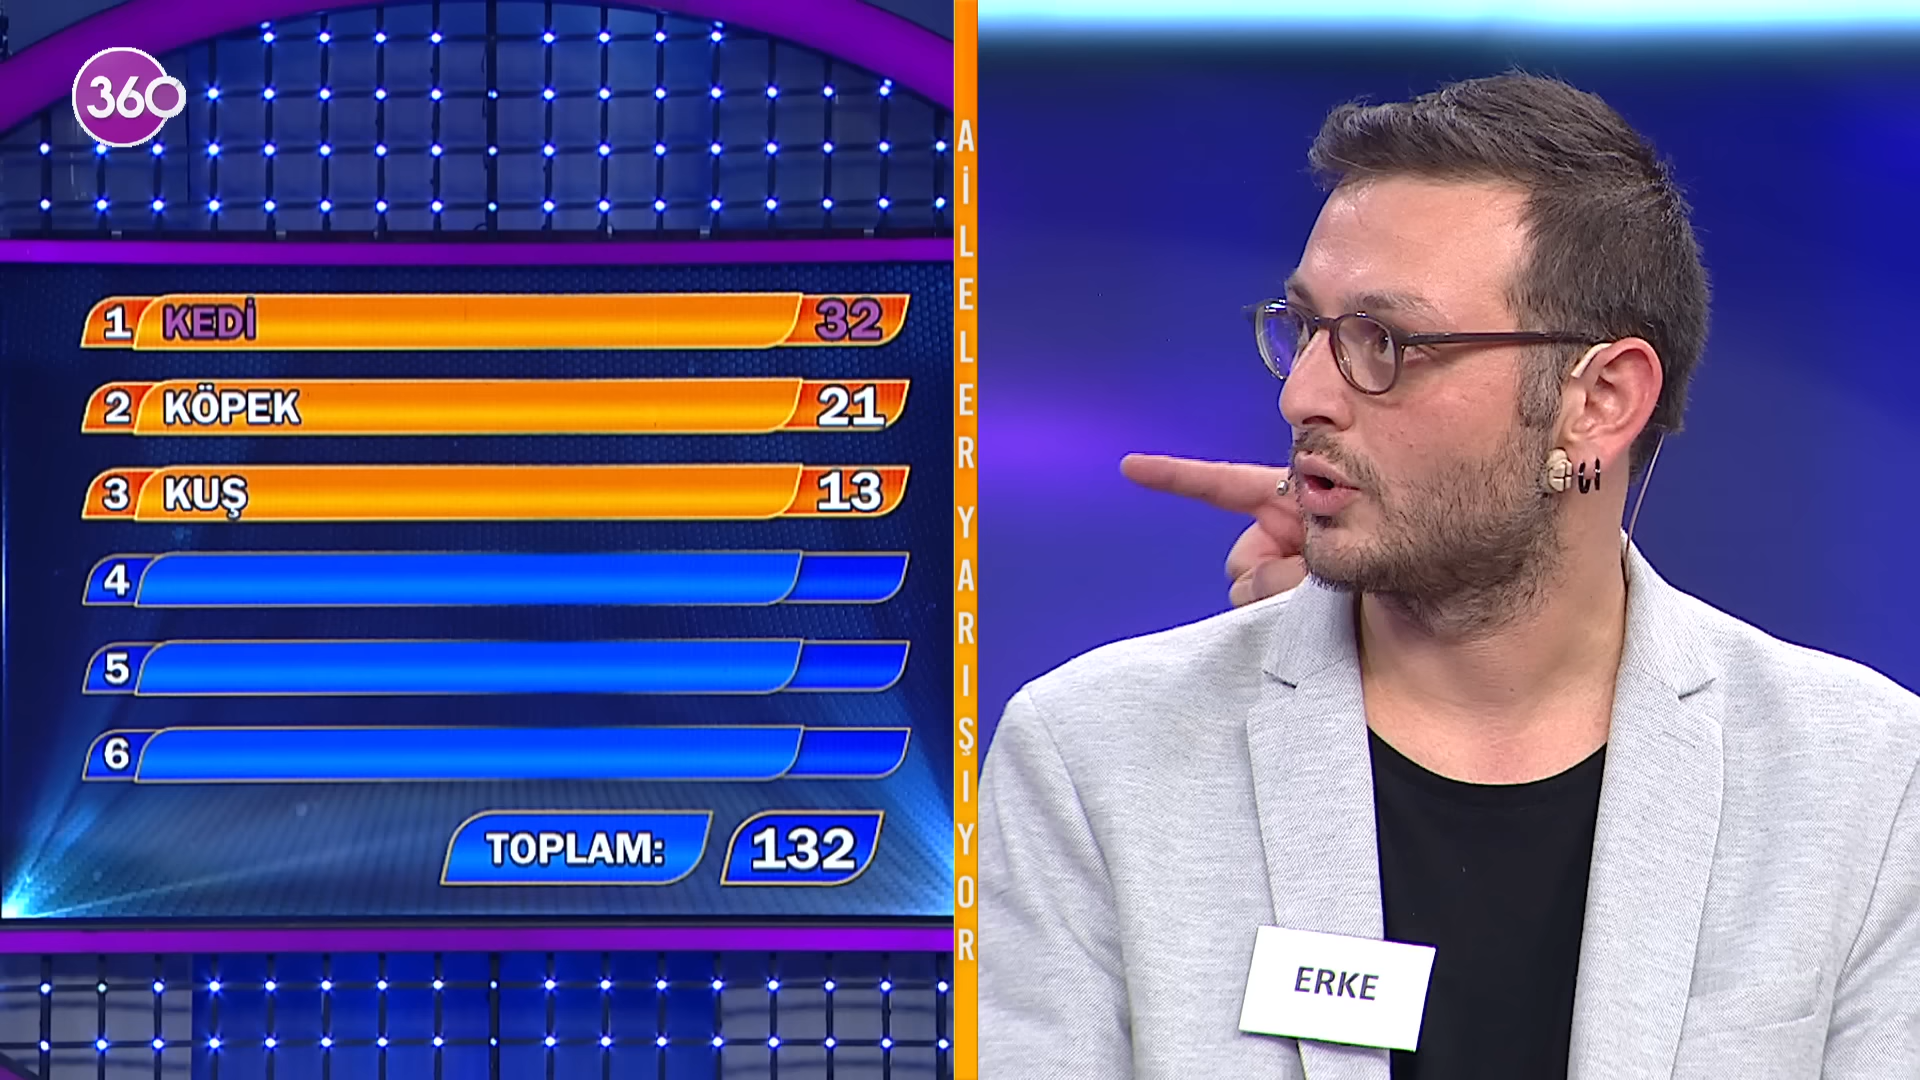 360
1 KEDİ 32
2 KÖPEK 21
3 KUŞ 13
4
5
6
TOPLAM: 132
AİLELER YARIŞIYOR
ERKE